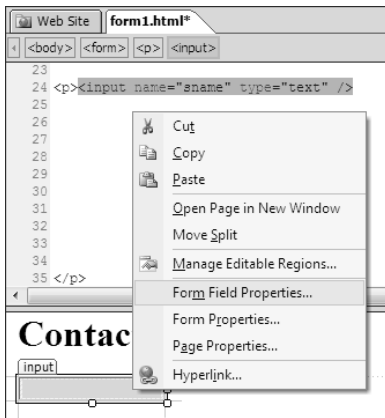 Web Site form1.html*
<body> <form> <p> <input>
23
24 <p><input name="sname" type="text" />
25
26
27
28
29
30
31
32
33
34
35 </p>
Cut
Copy
Paste
Open Page in New Window
Move Split
Manage Editable Regions...
Form Field Properties...
Form Properties...
Page Properties...
Hyperlink...
Contac
input